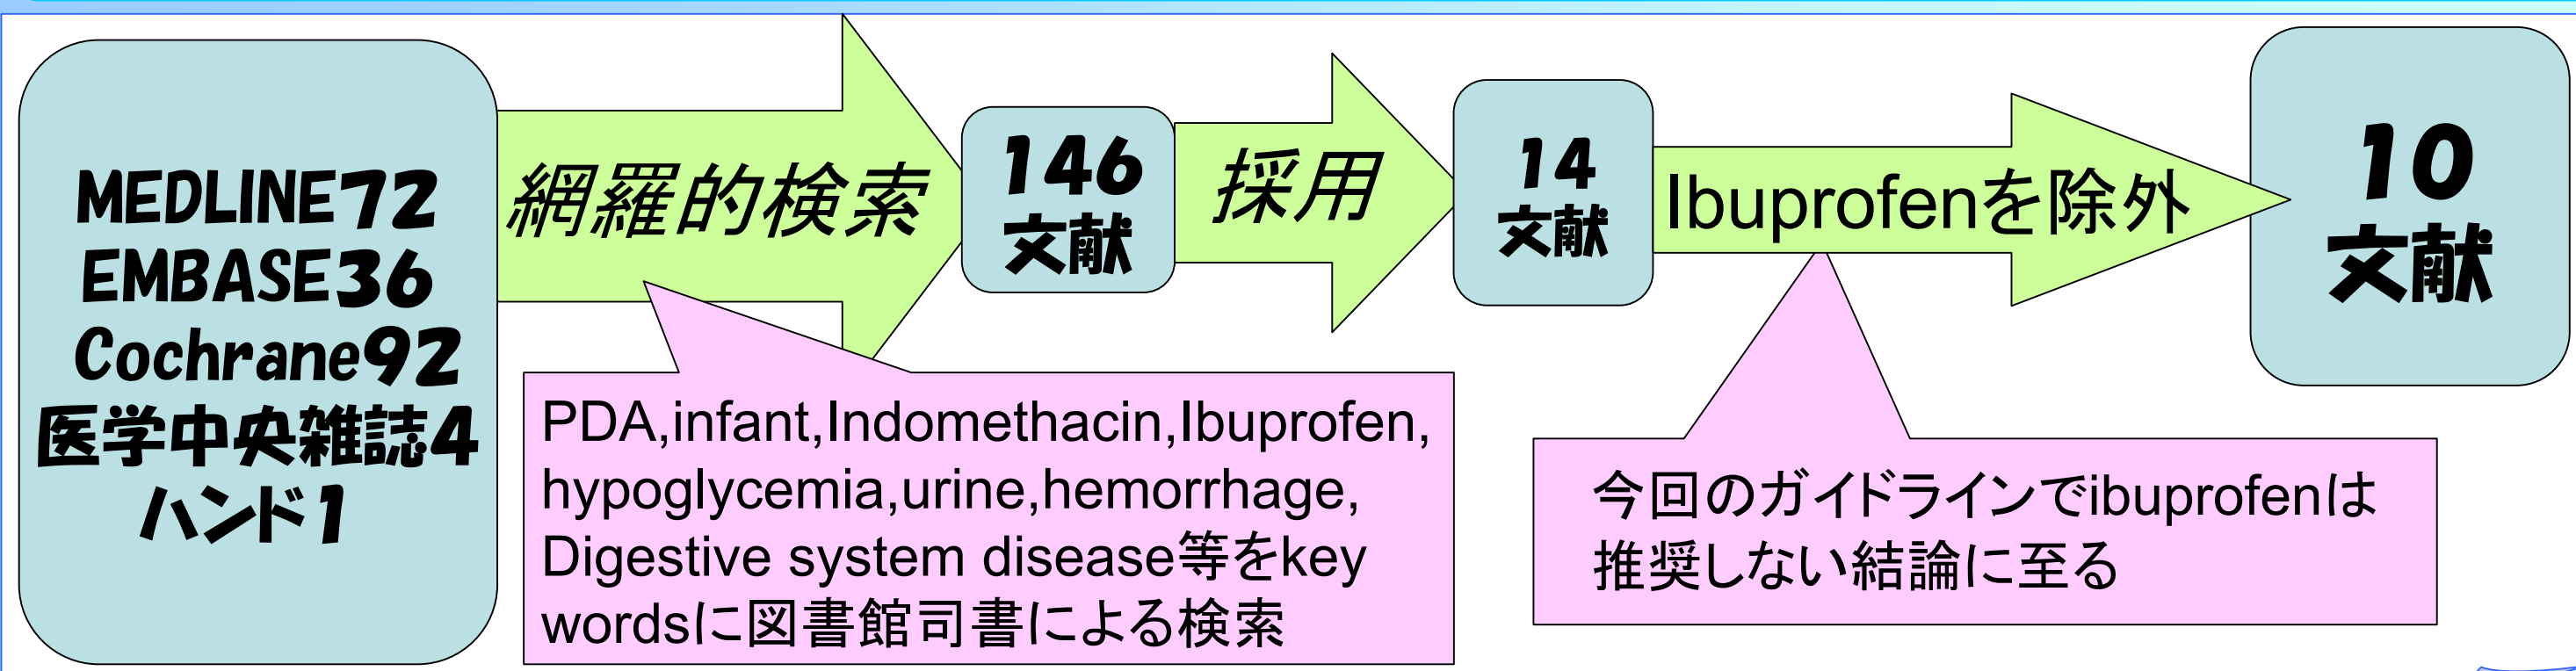 MEDLINE72
EMBASE36
Cochrane92
医学中央雑誌4
ハンド1
網羅的検索
146
文献
採用
14
文献
Ibuprofenを除外
10
文献
PDA,infant,Indomethacin,Ibuprofen,
hypoglycemia,urine,hemorrhage,
Digestive system disease等をkey
wordsに図書館司書による検索
今回のガイドラインでibuprofenは
推奨しない結論に至る